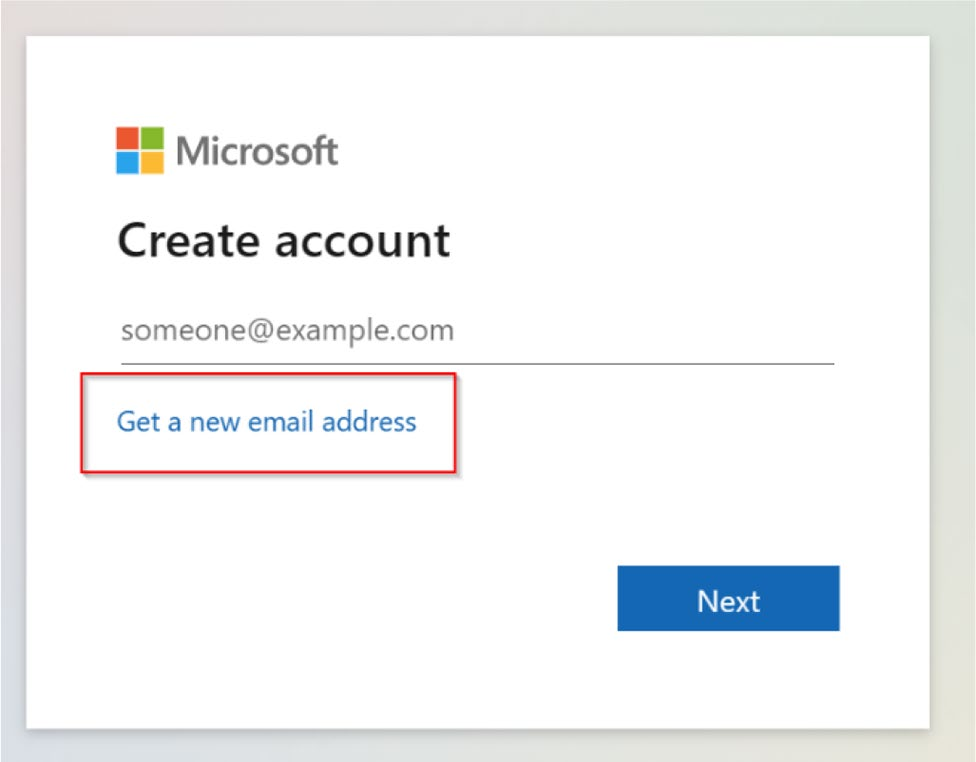 Microsoft
Create account
someone@example.com
Get a new email address
Next